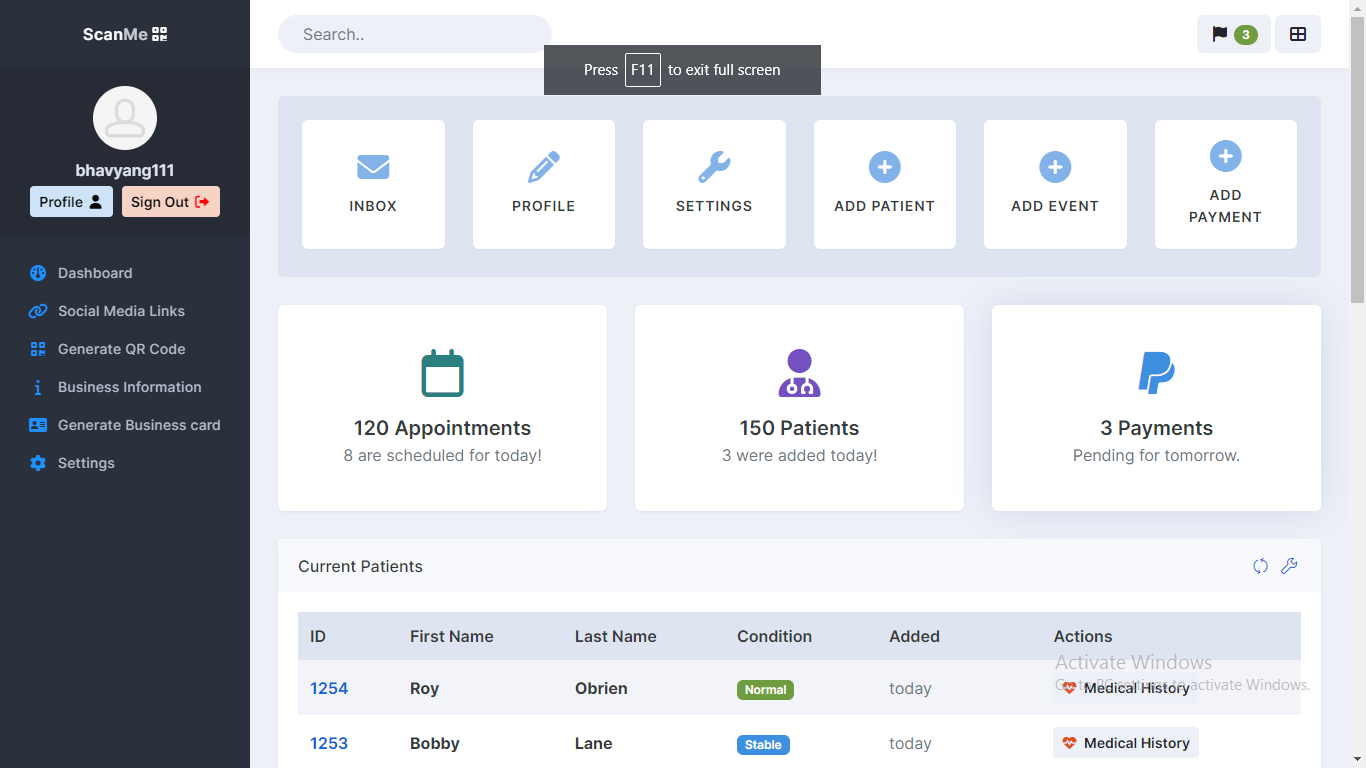 ScanMe
Search..
3
Press F11 to exit full screen
bhavyang111
Profile
Sign Out
Dashboard
Social Media Links
Generate QR Code
Business Information
Generate Business card
Settings
INBOX
PROFILE
SETTINGS
ADD PATIENT
ADD EVENT
ADD
PAYMENT
120 Appointments
8 are scheduled for today!
150 Patients
3 were added today!
3 Payments
Pending for tomorrow.
Current Patients
ID First Name Last Name Condition Added Actions
Activate Windows
Go to PC settings to activate Windows.
1254 Roy Obrien Normal today Medical History
1253 Bobby Lane Stable today Medical History